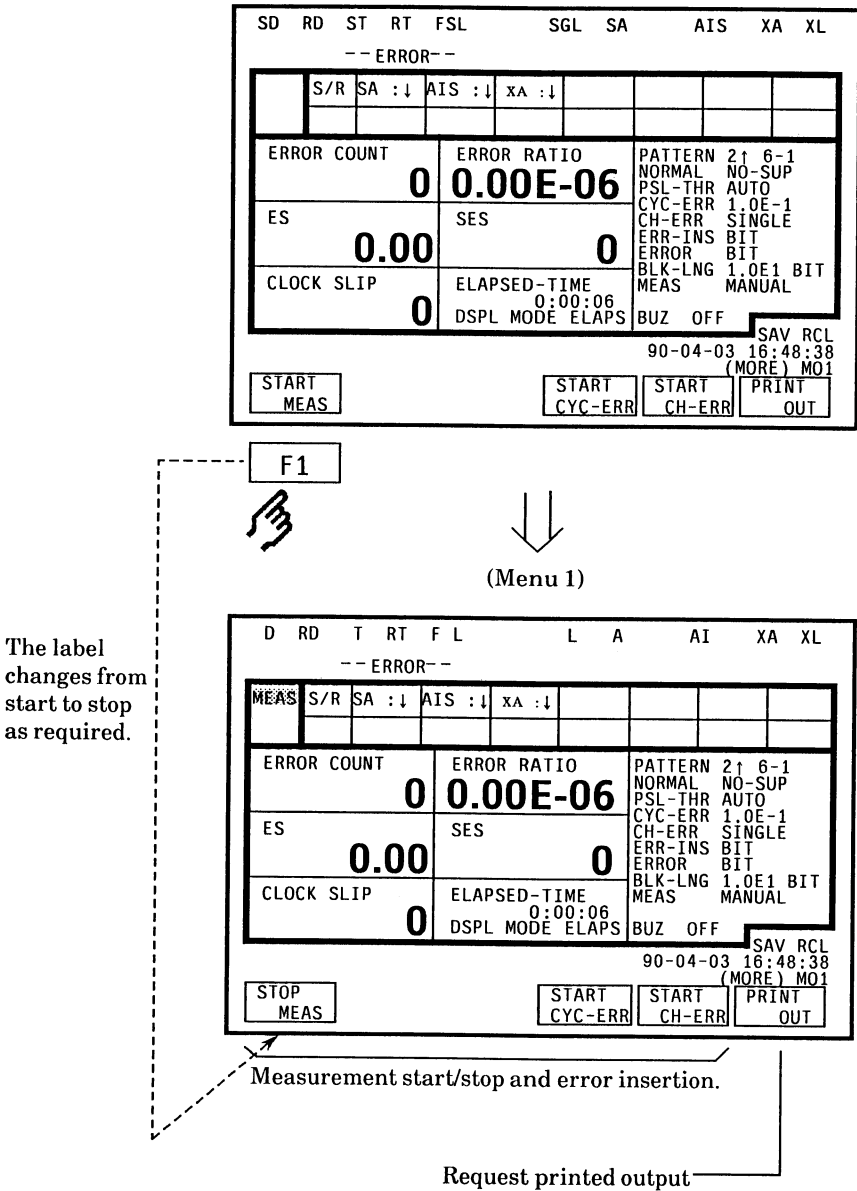 SD RD ST RT FSL SGL SA AIS XA XL
--ERROR--
S/R SA :↓ AIS :↓ XA :↓
ERROR COUNT
0
ERROR RATIO
0.00E-06
ES
0.00
SES
0
CLOCK SLIP
0
ELAPSED-TIME
0:00:06
DSPL MODE ELAPS
PATTERN 2↑ 6-1
NORMAL NO-SUP
PSL-THR AUTO
CYC-ERR 1.0E-1
CH-ERR SINGLE
ERR-INS BIT
ERROR BIT
BLK-LNG 1.0E1 BIT
MEAS MANUAL
BUZ OFF
SAV RCL
90-04-03 16:48:38
(MORE) MO1
START MEAS
START CYC-ERR
START CH-ERR
PRINT OUT
F1
(Menu 1)
The label
changes from
start to stop
as required.
D RD T RT F L L A AI XA XL
--ERROR--
MEAS S/R SA :↓ AIS :↓ XA :↓
ERROR COUNT
0
ERROR RATIO
0.00E-06
ES
0.00
SES
0
CLOCK SLIP
0
ELAPSED-TIME
0:00:06
DSPL MODE ELAPS
PATTERN 2↑ 6-1
NORMAL NO-SUP
PSL-THR AUTO
CYC-ERR 1.0E-1
CH-ERR SINGLE
ERR-INS BIT
ERROR BIT
BLK-LNG 1.0E1 BIT
MEAS MANUAL
BUZ OFF
SAV RCL
90-04-03 16:48:38
(MORE) MO1
STOP MEAS
START CYC-ERR
START CH-ERR
PRINT OUT
Measurement start/stop and error insertion.
Request printed output